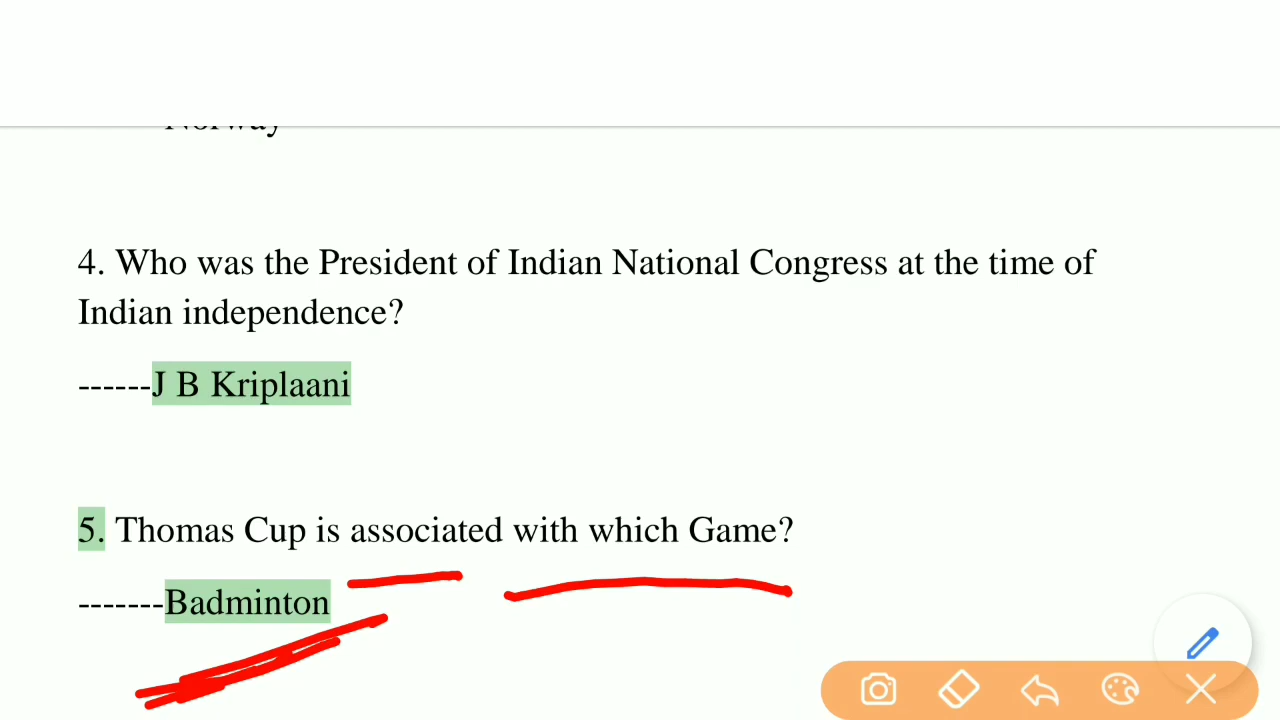 Norway
4. Who was the President of Indian National Congress at the time of
Indian independence?
------J B Kriplaani
5. Thomas Cup is associated with which Game?
-------Badminton